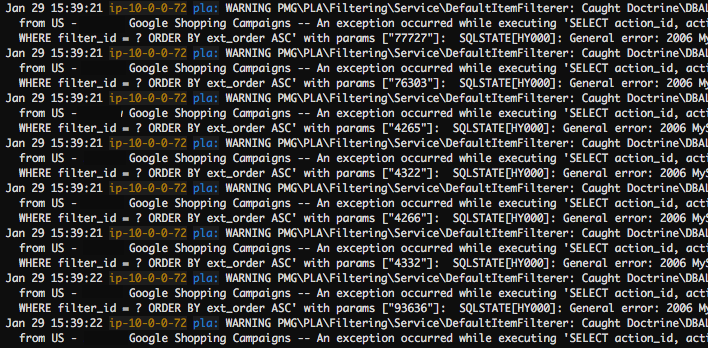 Jan 29 15:39:21 ip-10-0-0-72 pla: WARNING PMG\PLA\Filtering\Service\DefaultItemFilterer: Caught Doctrine\DBAL
from US - Google Shopping Campaigns -- An exception occurred while executing 'SELECT action_id, acti
WHERE filter_id = ? ORDER BY ext_order ASC' with params ["77727"]: SQLSTATE[HY000]: General error: 2006 MyS
Jan 29 15:39:21 ip-10-0-0-72 pla: WARNING PMG\PLA\Filtering\Service\DefaultItemFilterer: Caught Doctrine\DBAL
from US - Google Shopping Campaigns -- An exception occurred while executing 'SELECT action_id, acti
WHERE filter_id = ? ORDER BY ext_order ASC' with params ["76303"]: SQLSTATE[HY000]: General error: 2006 MyS
Jan 29 15:39:21 ip-10-0-0-72 pla: WARNING PMG\PLA\Filtering\Service\DefaultItemFilterer: Caught Doctrine\DBAL
from US - Google Shopping Campaigns -- An exception occurred while executing 'SELECT action_id, acti
WHERE filter_id = ? ORDER BY ext_order ASC' with params ["4265"]: SQLSTATE[HY000]: General error: 2006 MyS
Jan 29 15:39:21 ip-10-0-0-72 pla: WARNING PMG\PLA\Filtering\Service\DefaultItemFilterer: Caught Doctrine\DBAL
from US - Google Shopping Campaigns -- An exception occurred while executing 'SELECT action_id, acti
WHERE filter_id = ? ORDER BY ext_order ASC' with params ["4322"]: SQLSTATE[HY000]: General error: 2006 MyS
Jan 29 15:39:21 ip-10-0-0-72 pla: WARNING PMG\PLA\Filtering\Service\DefaultItemFilterer: Caught Doctrine\DBAL
from US - Google Shopping Campaigns -- An exception occurred while executing 'SELECT action_id, acti
WHERE filter_id = ? ORDER BY ext_order ASC' with params ["4266"]: SQLSTATE[HY000]: General error: 2006 MyS
Jan 29 15:39:21 ip-10-0-0-72 pla: WARNING PMG\PLA\Filtering\Service\DefaultItemFilterer: Caught Doctrine\DBAL
from US - Google Shopping Campaigns -- An exception occurred while executing 'SELECT action_id, acti
WHERE filter_id = ? ORDER BY ext_order ASC' with params ["4332"]: SQLSTATE[HY000]: General error: 2006 MyS
Jan 29 15:39:22 ip-10-0-0-72 pla: WARNING PMG\PLA\Filtering\Service\DefaultItemFilterer: Caught Doctrine\DBAL
from US - Google Shopping Campaigns -- An exception occurred while executing 'SELECT action_id, acti
WHERE filter_id = ? ORDER BY ext_order ASC' with params ["93636"]: SQLSTATE[HY000]: General error: 2006 MyS
Jan 29 15:39:22 ip-10-0-0-72 pla: WARNING PMG\PLA\Filtering\Service\DefaultItemFilterer: Caught Doctrine\DBAL
from US - Google Shopping Campaigns -- An exception occurred while executing 'SELECT action_id, acti